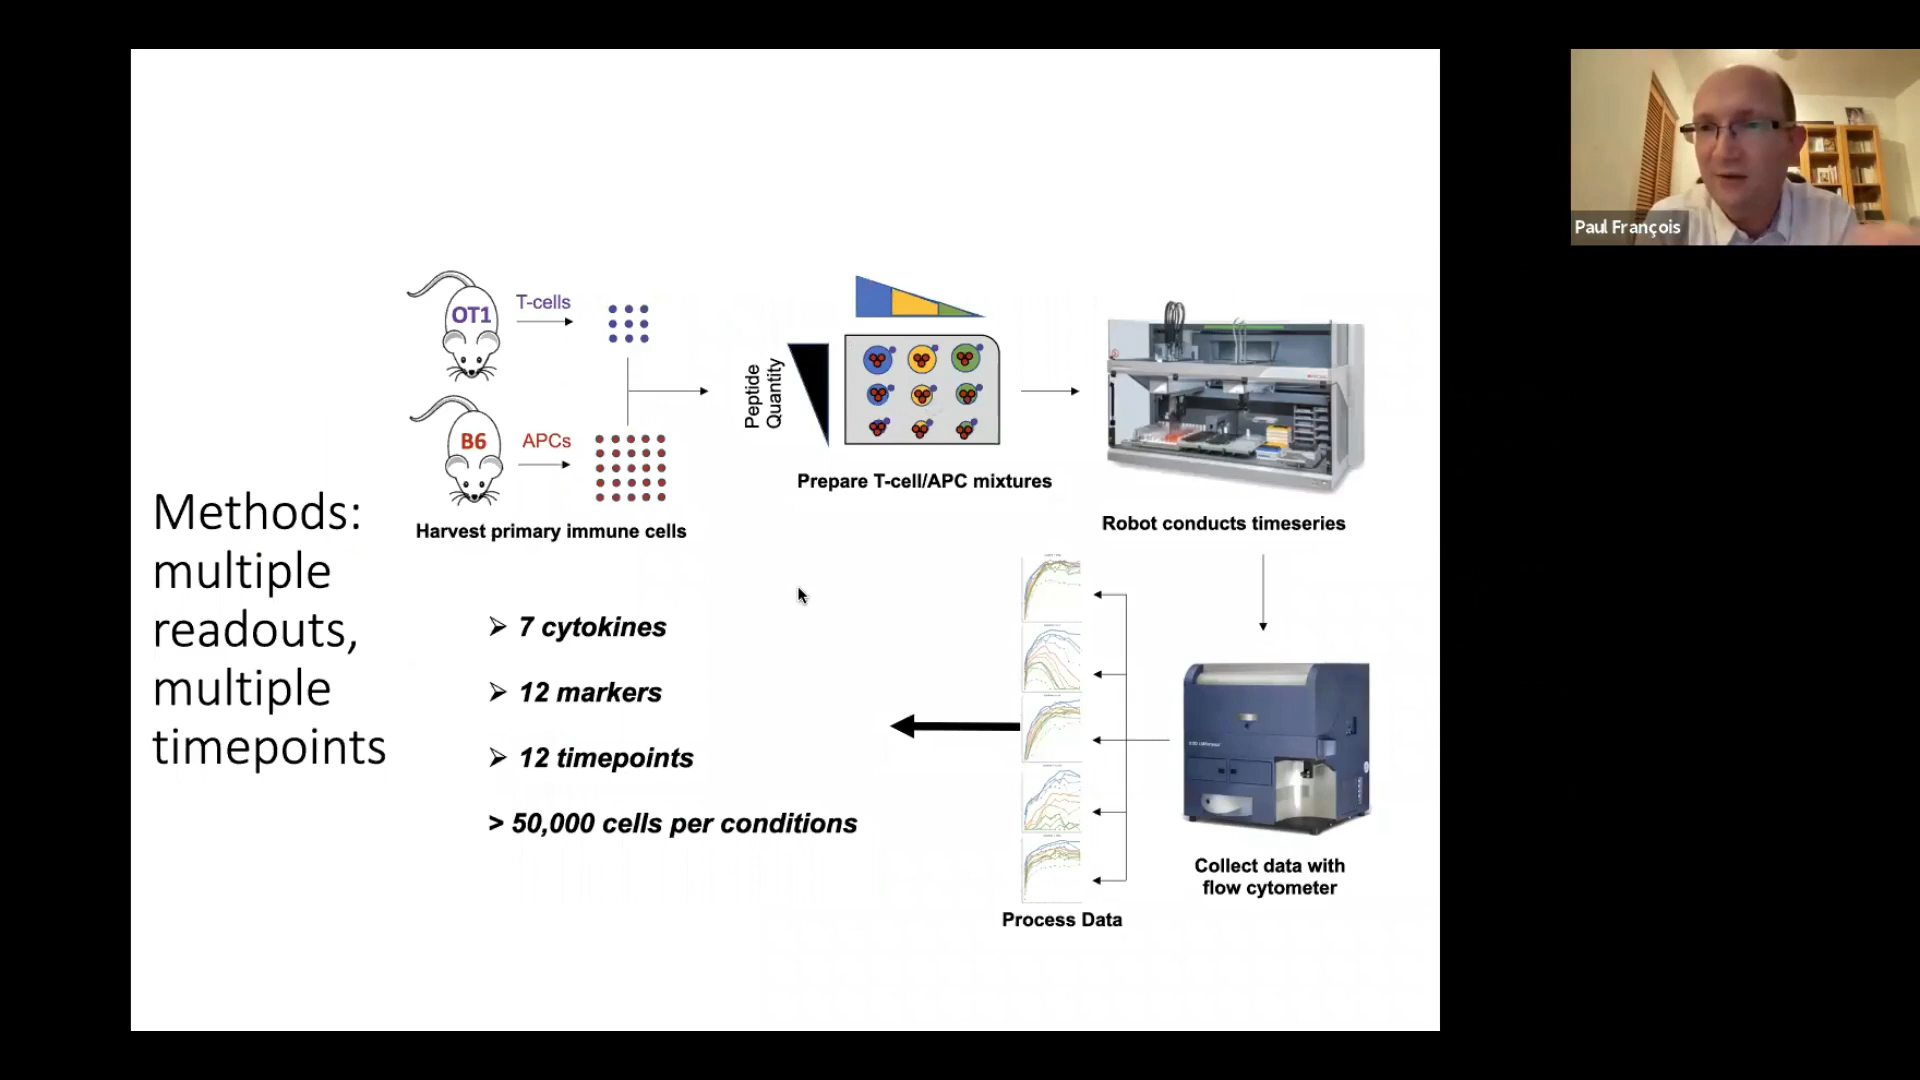 Methods:
multiple
readouts,
multiple
timepoints
OT1
T-cells
B6
APCs
Harvest primary immune cells
Peptide
Quantity
Prepare T-cell/APC mixtures
Robot conducts timeseries
Collect data with
flow cytometer
Process Data
➢ 7 cytokines
➢ 12 markers
➢ 12 timepoints
> 50,000 cells per conditions
Paul François